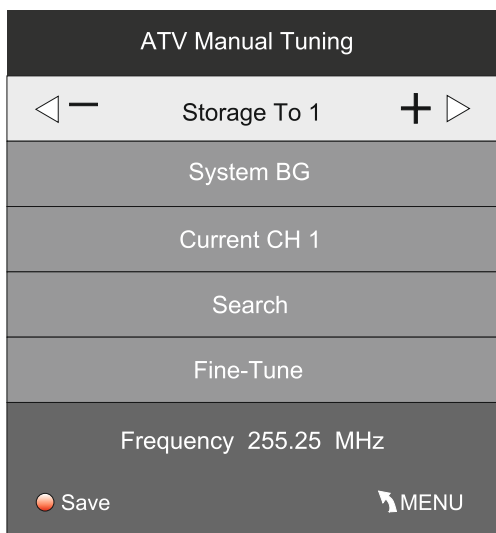 ATV Manual Tuning
Storage To 1
System BG
Current CH 1
Search
Fine-Tune
Frequency 255.25 MHz
Save MENU